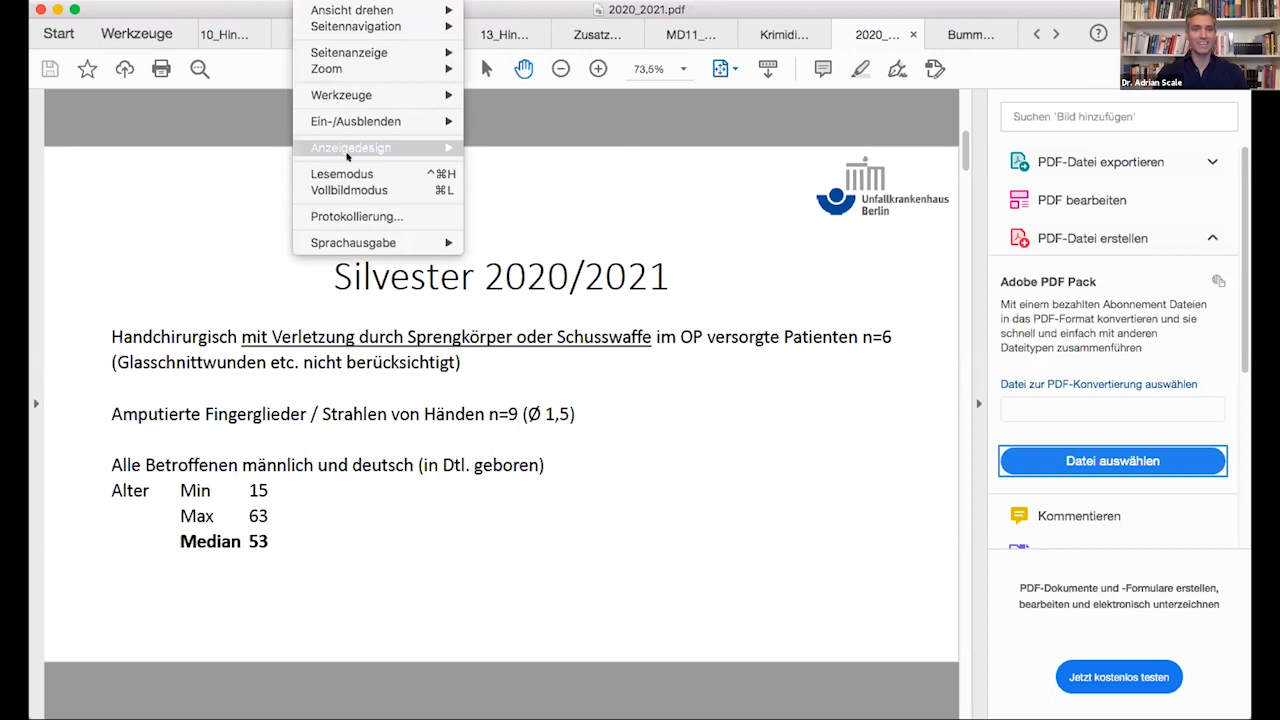 2020_2021.pdf
Start
Werkzeuge
10_Hin...
13_Hin...
Zusatz...
MD11_...
Krimidi...
2020_...
Bumm...
73,5%
Dr. Adrian Scale
Ansicht drehen
Seitennavigation
Seitenanzeige
Zoom
Werkzeuge
Ein-/Ausblenden
Anzeigedesign
Lesemodus ^⌘H
Vollbildmodus ⌘L
Protokollierung...
Sprachausgabe
Unfallkrankenhaus
Berlin
Silvester 2020/2021
Handchirurgisch mit Verletzung durch Sprengkörper oder Schusswaffe im OP versorgte Patienten n=6
(Glasschnittwunden etc. nicht berücksichtigt)
Amputierte Fingerglieder / Strahlen von Händen n=9 (Ø 1,5)
Alle Betroffenen männlich und deutsch (in Dtl. geboren)
Alter Min 15
Max 63
Median 53
Suchen 'Bild hinzufügen'
PDF-Datei exportieren
PDF bearbeiten
PDF-Datei erstellen
Adobe PDF Pack
Mit einem bezahlten Abonnement Dateien
in das PDF-Format konvertieren und sie
schnell und einfach mit anderen
Dateitypen zusammenführen
Datei zur PDF-Konvertierung auswählen
Datei auswählen
Kommentieren
PDF-Dokumente und -Formulare erstellen,
bearbeiten und elektronisch unterzeichnen
Jetzt kostenlos testen